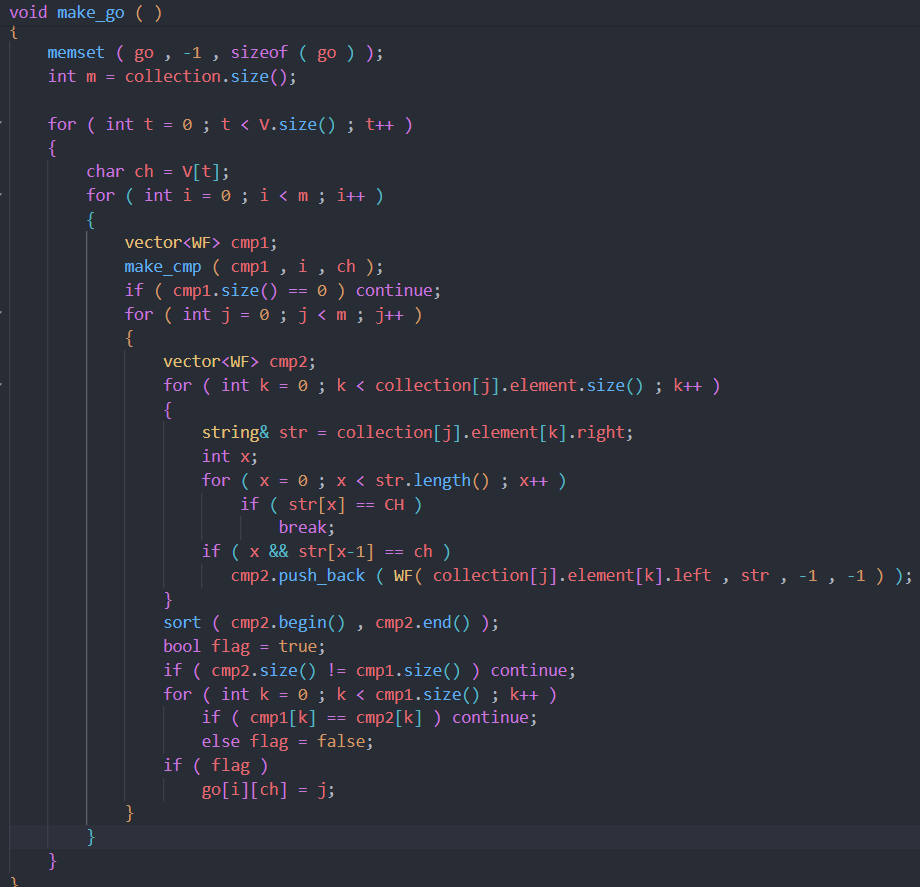 void make_go ( )
{
    memset ( go , -1 , sizeof ( go ) );
    int m = collection.size();

    for ( int t = 0 ; t < V.size() ; t++ )
    {
        char ch = V[t];
        for ( int i = 0 ; i < m ; i++ )
        {
            vector<WF> cmp1;
            make_cmp ( cmp1 , i , ch );
            if ( cmp1.size() == 0 ) continue;
            for ( int j = 0 ; j < m ; j++ )
            {
                vector<WF> cmp2;
                for ( int k = 0 ; k < collection[j].element.size() ; k++ )
                {
                    string& str = collection[j].element[k].right;
                    int x;
                    for ( x = 0 ; x < str.length() ; x++ )
                        if ( str[x] == CH )
                            break;
                    if ( x && str[x-1] == ch )
                       cmp2.push_back ( WF( collection[j].element[k].left , str , -1 , -1 ) );
                }
                sort ( cmp2.begin() , cmp2.end() );
                bool flag = true;
                if ( cmp2.size() != cmp1.size() ) continue;
                for ( int k = 0 ; k < cmp1.size() ; k++ )
                    if ( cmp1[k] == cmp2[k] ) continue;
                    else flag = false;
                if ( flag )
                    go[i][ch] = j;
            }
        }
    }
}